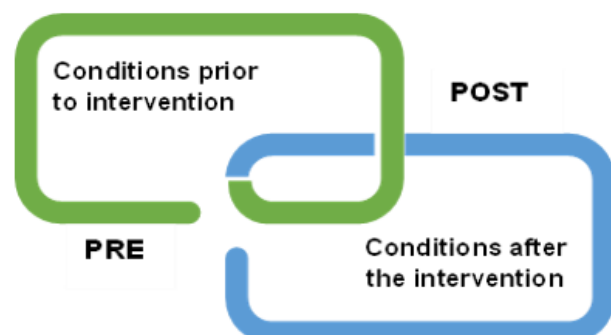 Conditions prior
to intervention
POST
PRE
Conditions after
the intervention